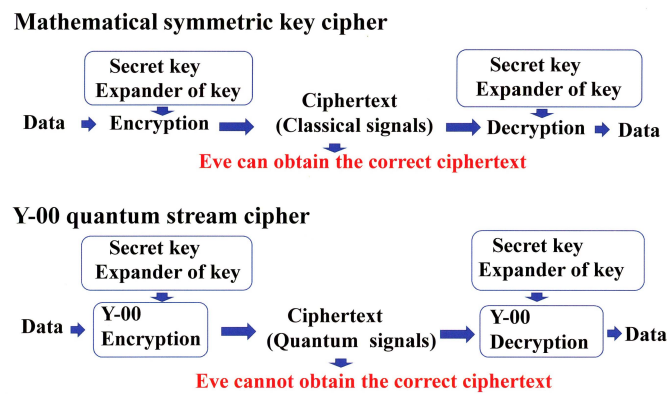 Mathematical symmetric key cipher
Secret key
Expander of key
Secret key
Expander of key
Data
Encryption
Ciphertext
(Classical signals)
Decryption
Data
Eve can obtain the correct ciphertext
Y-00 quantum stream cipher
Secret key
Expander of key
Secret key
Expander of key
Data
Y-00
Encryption
Ciphertext
(Quantum signals)
Y-00
Decryption
Data
Eve cannot obtain the correct ciphertext